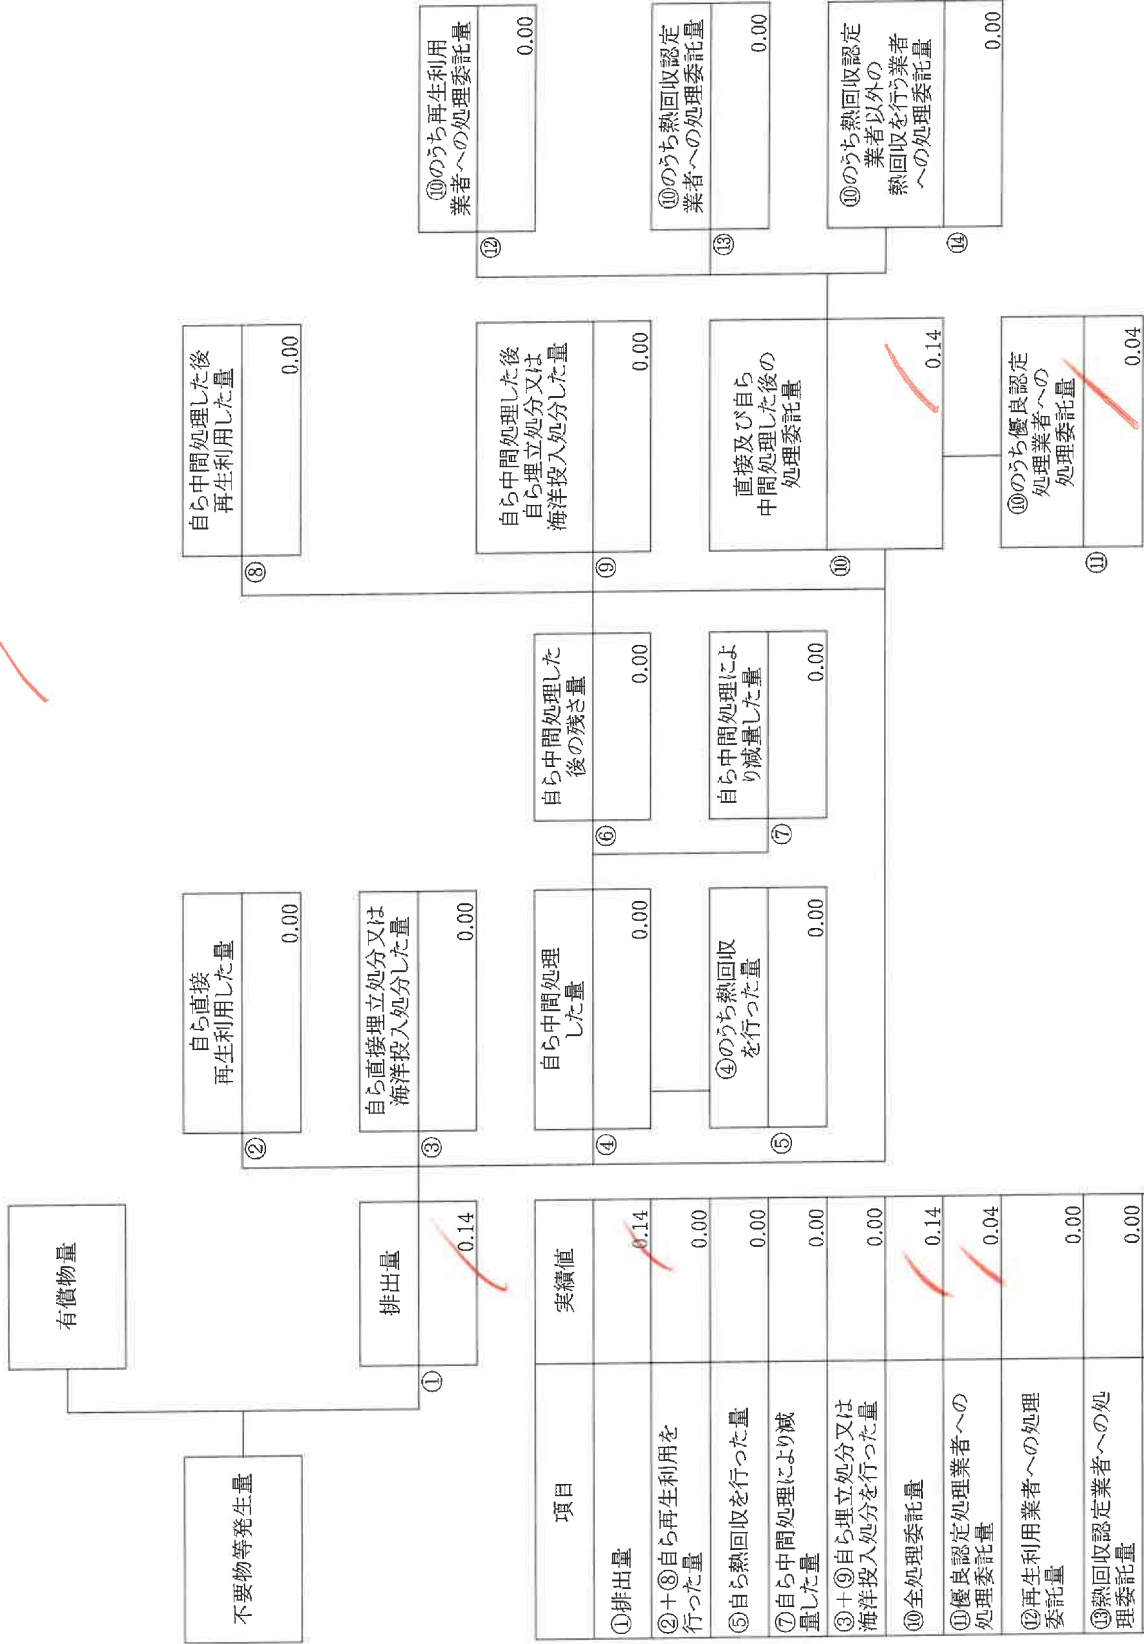 有償物量
不要物等発生量
排出量
①
0.14
自ら直接
再生利用した量
②
0.00
自ら直接埋立処分又は
海洋投入処分した量
③
0.00
自ら中間処理
した量
④
0.00
④のうち熱回収
を行った量
⑤
0.00
自ら中間処理した
後の残さ量
⑥
0.00
自ら中間処理によ
り減量した量
⑦
0.00
自ら中間処理した後
再生利用した量
⑧
0.00
自ら中間処理した後
自ら埋立処分又は
海洋投入処分した量
⑨
0.00
直接及び自ら
中間処理した後の
処理委託量
⑩
0.14
⑩のうち優良認定
処理業者への
処理委託量
⑪
0.04
⑩のうち再生利用
業者への処理委託量
⑫
0.00
⑩のうち熱回収認定
業者への処理委託量
⑬
0.00
⑩のうち熱回収認定
業者以外の
熱回収を行う業者
への処理委託量
⑭
0.00
項目 実績値
①排出量 0.14
②+⑧自ら再生利用を
行った量 0.00
⑤自ら熱回収を行った量 0.00
⑦自ら中間処理により減
量した量 0.00
③+⑨自ら埋立処分又は
海洋投入処分を行った量 0.00
⑩全処理委託量 0.14
⑪優良認定処理業者への
処理委託量 0.04
⑫再生利用業者への処理
委託量 0.00
⑬熱回収認定業者への処
理委託量 0.00